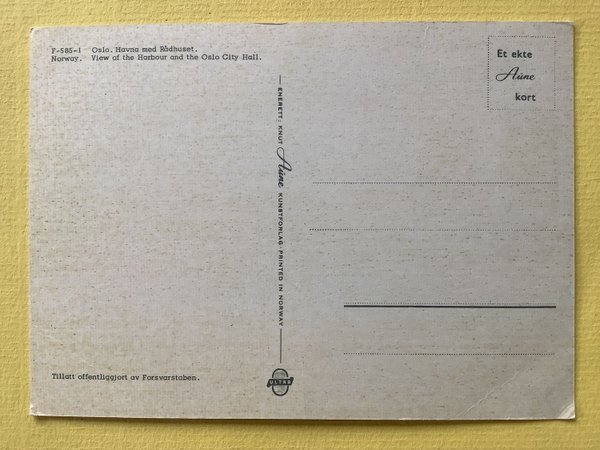 F-585-1 Oslo. Havna med Rådhuset.
Norway. View of the Harbour and the Oslo City Hall.
Et ekte
Aune
kort
ENERETT: KNUT Aune KUNSTFORLAG · PRINTED IN NORWAY
Tillatt offentliggjort av Forsvarstaben.
ULTRA